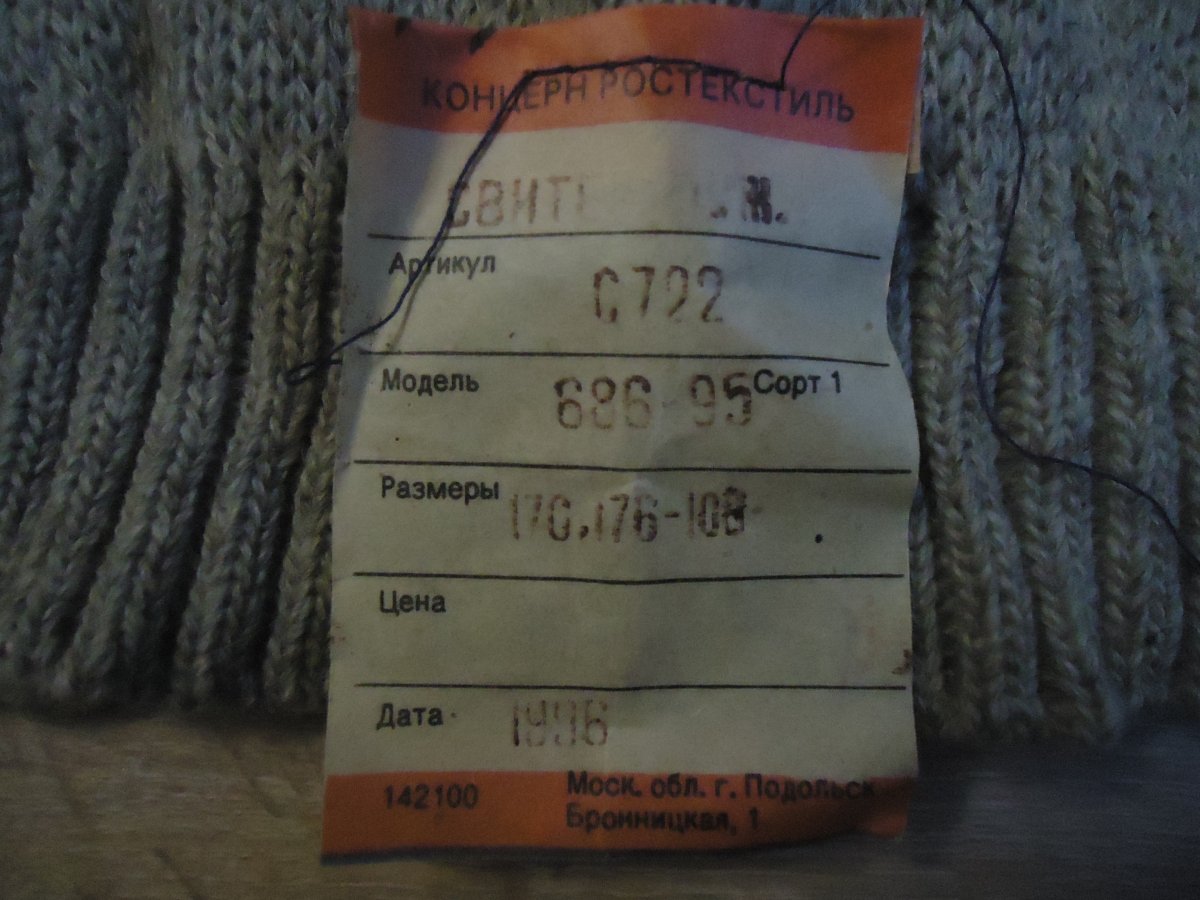 КОНЦЕРН РОСТЕКСТИЛЬ
Артикул С722
Модель 686-95 Сорт 1
Размеры 170,176-108
Цена
Дата 1996
142100 Моск. обл. г. Подольск
Бронницкая, 1